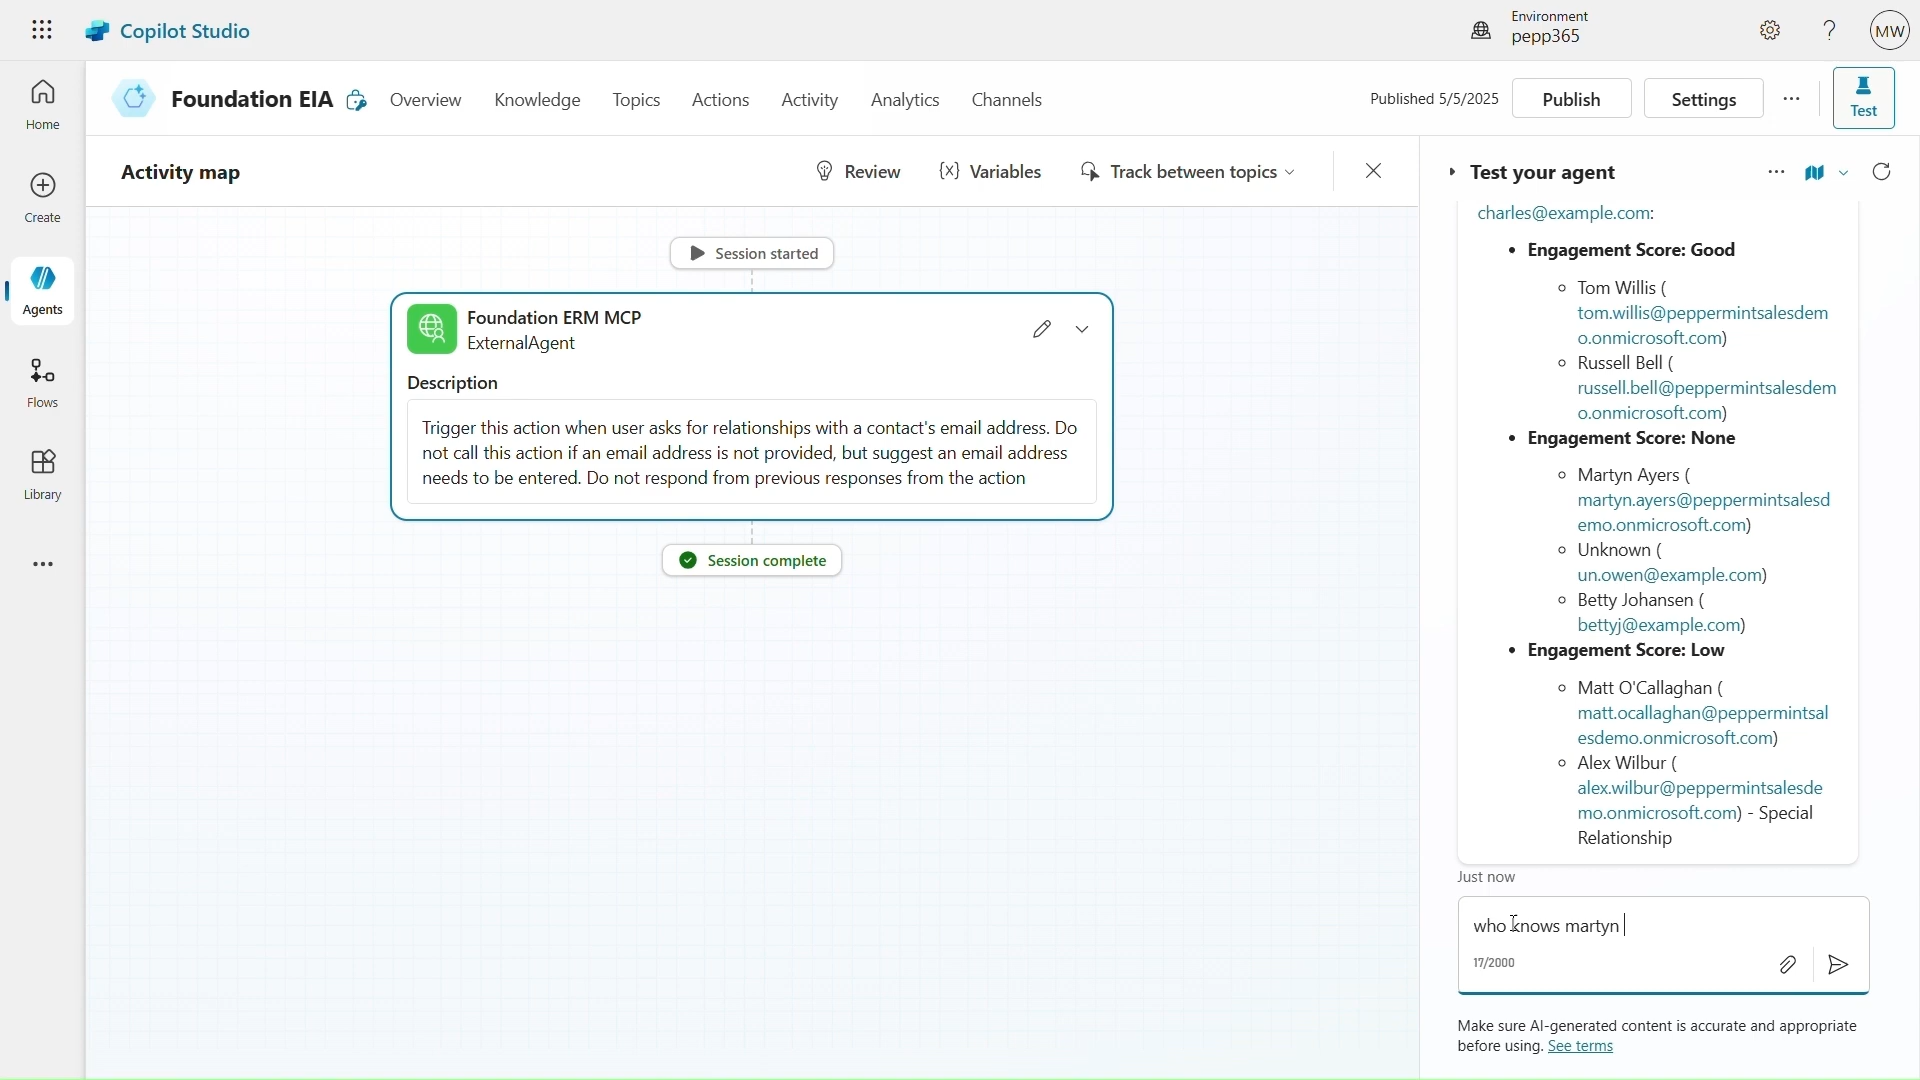 Copilot Studio
Environment
pepp365
MW
Home
Create
Agents
Flows
Library
Foundation EIA
Overview
Knowledge
Topics
Actions
Activity
Analytics
Channels
Published 5/5/2025
Publish
Settings
Test
Activity map
Review
Variables
Track between topics
Session started
Foundation ERM MCP
ExternalAgent
Description
Trigger this action when user asks for relationships with a contact's email address. Do
not call this action if an email address is not provided, but suggest an email address
needs to be entered. Do not respond from previous responses from the action
Session complete
Test your agent
charles@example.com:
• Engagement Score: Good
Tom Willis (
tom.willis@peppermintsalesdem
o.onmicrosoft.com)
Russell Bell (
russell.bell@peppermintsalesdem
o.onmicrosoft.com)
• Engagement Score: None
Martyn Ayers (
martyn.ayers@peppermintsalesd
emo.onmicrosoft.com)
Unknown (
un.owen@example.com)
Betty Johansen (
bettyj@example.com)
• Engagement Score: Low
Matt O'Callaghan (
matt.ocallaghan@peppermintsal
esdemo.onmicrosoft.com)
Alex Wilbur (
alex.wilbur@peppermintsalesde
mo.onmicrosoft.com) - Special
Relationship
Just now
who knows martyn
17/2000
Make sure AI-generated content is accurate and appropriate
before using. See terms